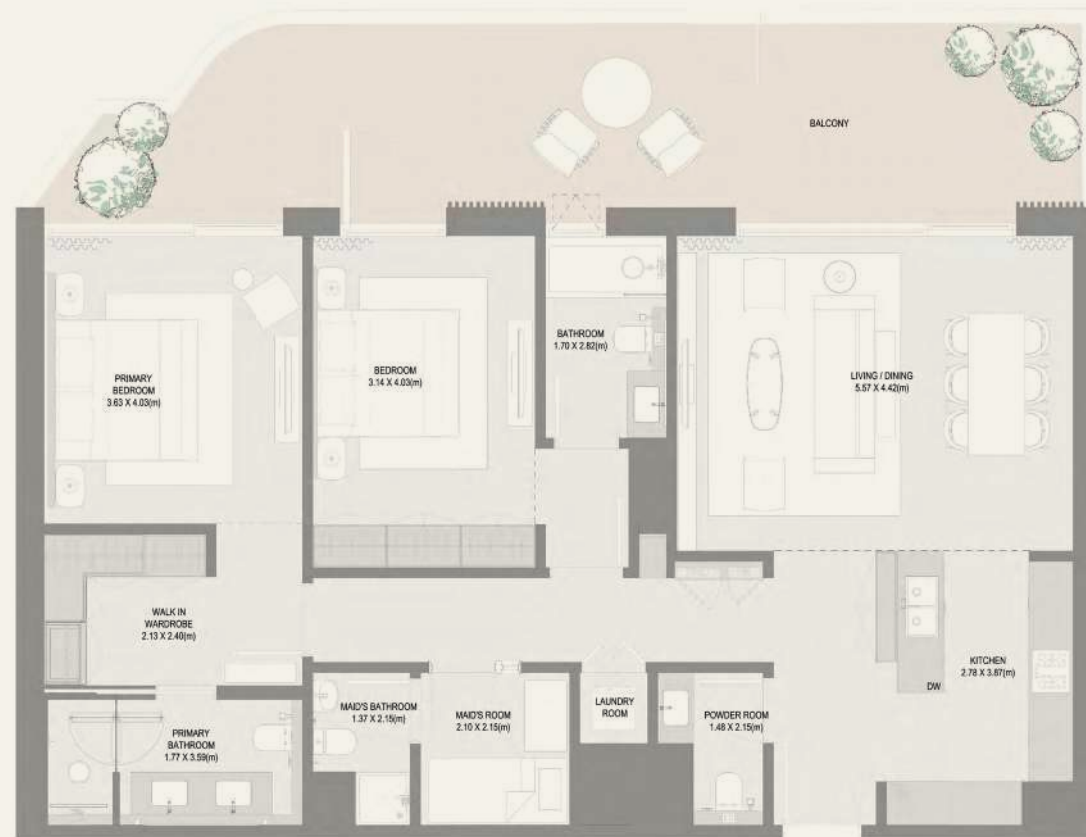 BALCONY
BATHROOM
1.70 X 2.82(m)
PRIMARY
BEDROOM
3.63 X 4.03(m)
BEDROOM
3.14 X 4.03(m)
LIVING / DINING
5.57 X 4.42(m)
WALK IN
WARDROBE
2.13 X 2.40(m)
KITCHEN
2.78 X 3.87(m)
DW
MAID'S BATHROOM
1.37 X 2.15(m)
MAID'S ROOM
2.10 X 2.15(m)
LAUNDRY
ROOM
POWDER ROOM
1.48 X 2.15(m)
PRIMARY
BATHROOM
1.77 X 3.59(m)